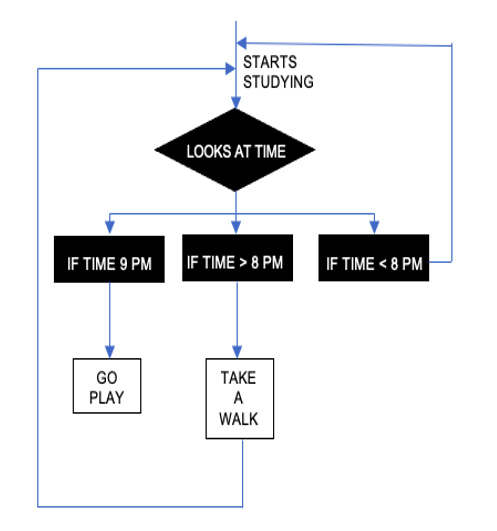 STARTS
STUDYING
LOOKS AT TIME
IF TIME 9 PM
IF TIME > 8 PM
IF TIME < 8 PM
GO
PLAY
TAKE
A
WALK